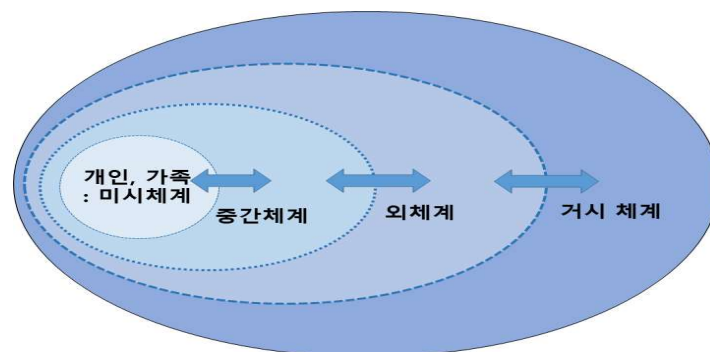 개인, 가족
: 미시체계
중간체계
외체계
거시 체계